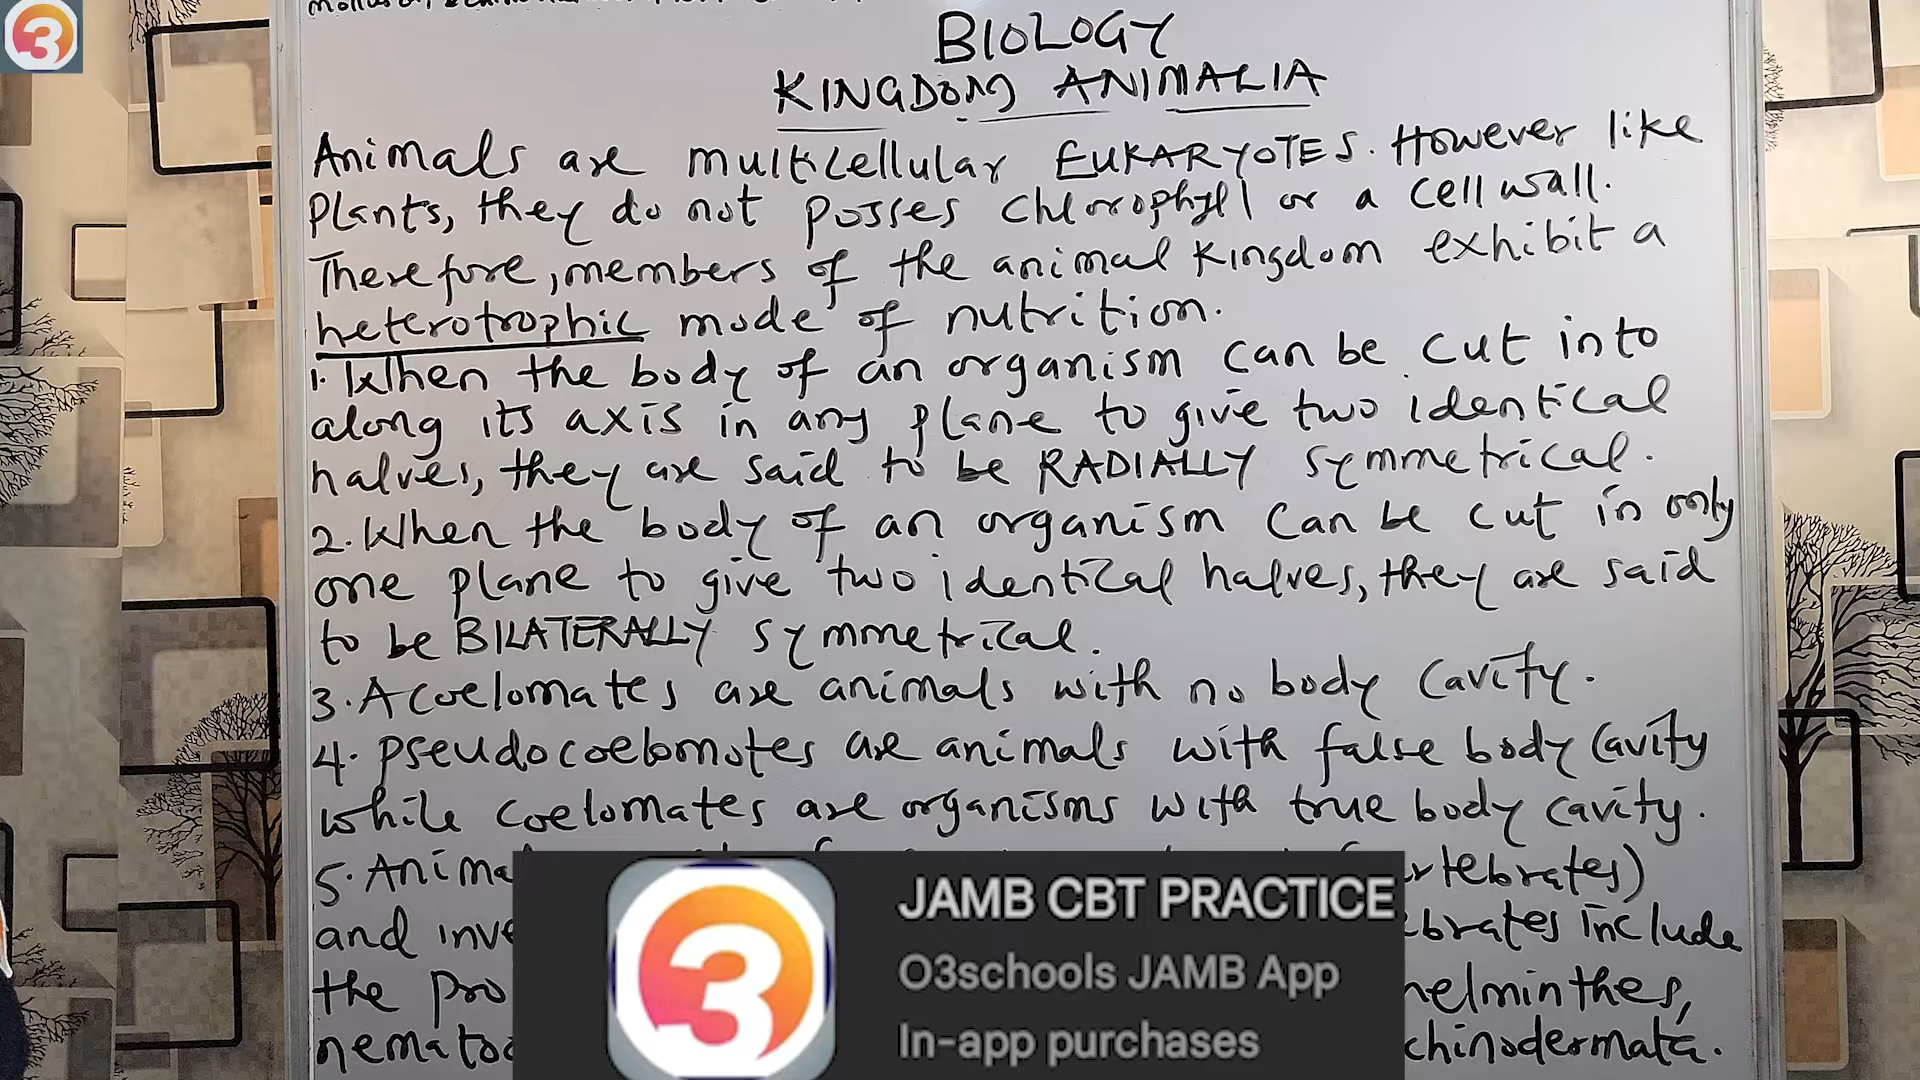 BIOLOGY
KINGDOM ANIMALIA
Animals are multicellular EUKARYOTES. However like
Plants, they do not posses chlorophyll or a cell wall.
Therefore, members of the animal Kingdom exhibit a
heterotrophic mode of nutrition.
1. When the body of an organism can be cut into
along its axis in any plane to give two identical
halves, they are said to be RADIALLY symmetrical.
2. When the body of an organism can be cut in only
one plane to give two identical halves, they are said
to be BILATERALLY symmetrical.
3. Acoelomates are animals with no body cavity.
4. pseudocoelomates are animals with false body cavity
while coelomates are organisms with true body cavity.
5. Anima rtebrates)
and inve ebrates include
the pro helminthes,
nematod chinodermata.
3
JAMB CBT PRACTICE
O3schools JAMB App
In-app purchases